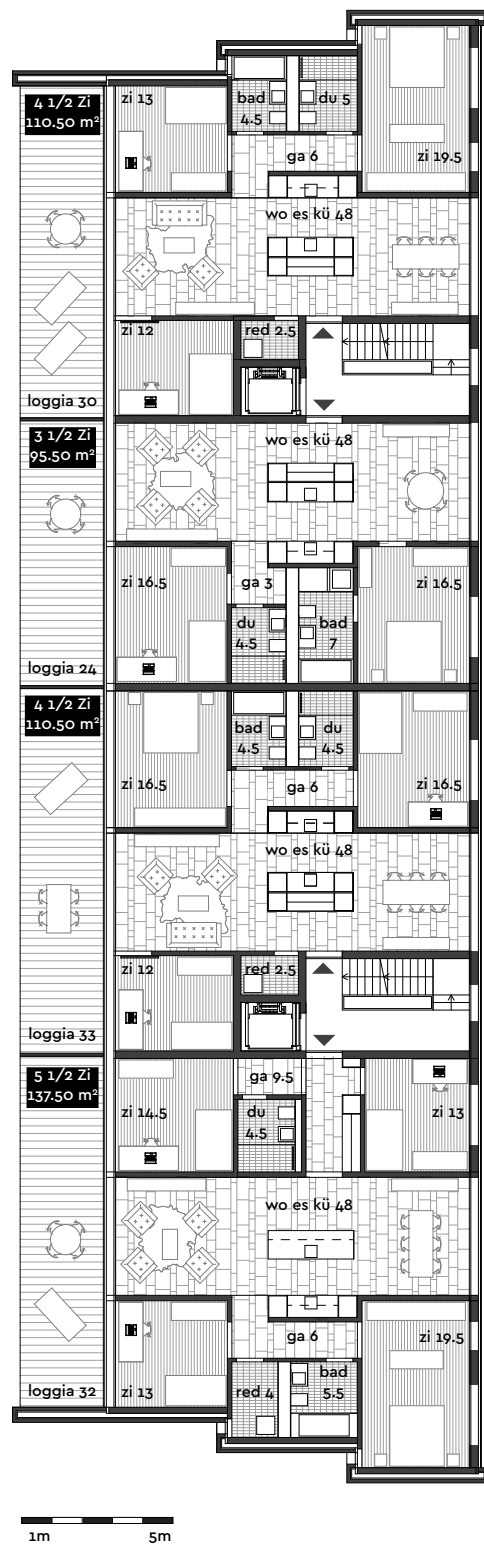 4 1/2 Zi
110.50 m²
zi 13
bad
4.5
du 5
ga 6
zi 19.5
wo es kü 48
zi 12
red 2.5
loggia 30
3 1/2 Zi
95.50 m²
wo es kü 48
zi 16.5
ga 3
zi 16.5
du
4.5
bad
7
loggia 24
4 1/2 Zi
110.50 m²
bad
4.5
du
4.5
zi 16.5
ga 6
zi 16.5
wo es kü 48
zi 12
red 2.5
loggia 33
5 1/2 Zi
137.50 m²
ga 9.5
zi 14.5
du
4.5
zi 13
wo es kü 48
ga 6
zi 19.5
loggia 32
zi 13
red 4
bad
5.5
1m
5m